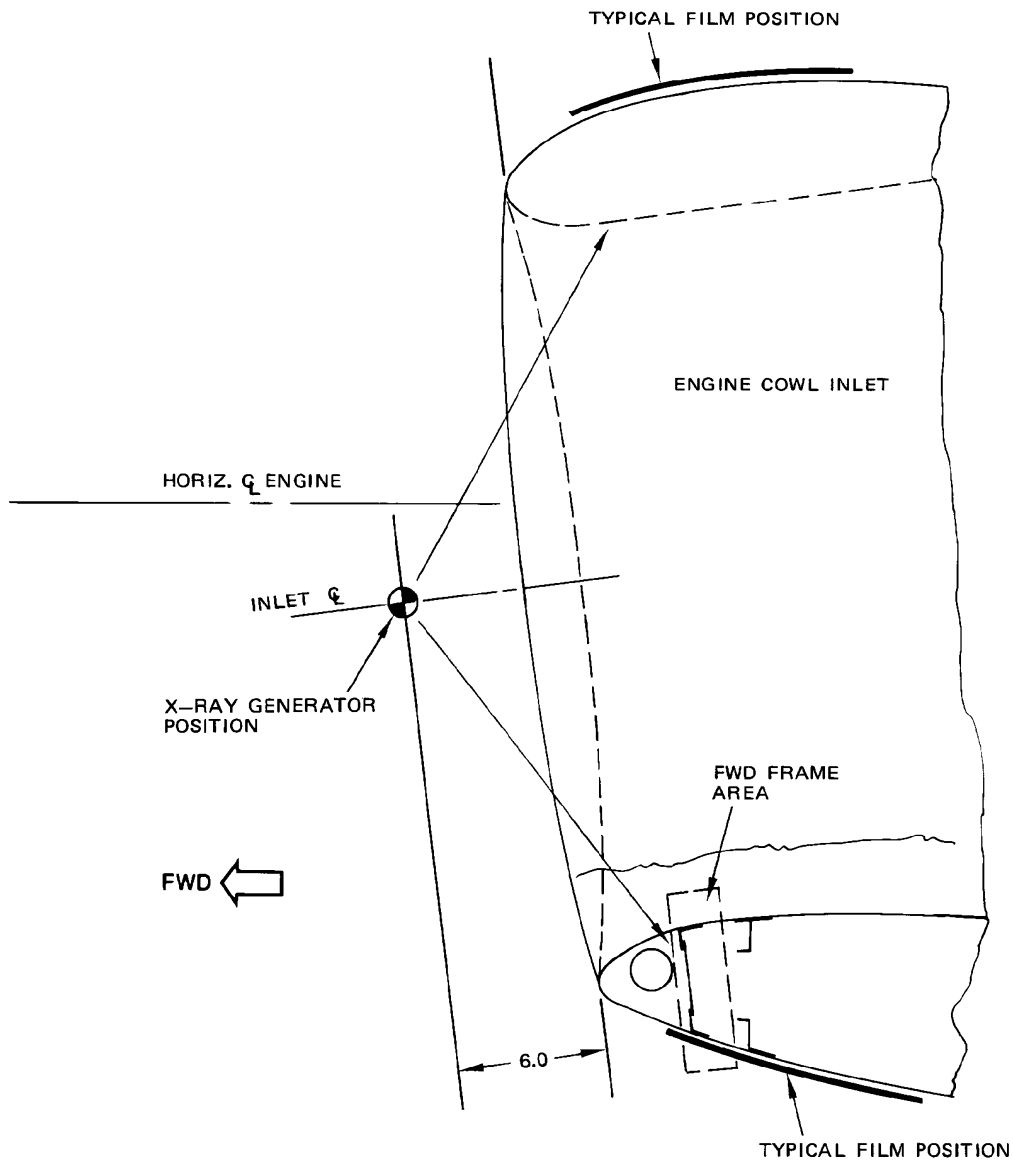 TYPICAL FILM POSITION
ENGINE COWL INLET
HORIZ. ℄ ENGINE
INLET ℄
X-RAY GENERATOR
POSITION
FWD FRAME
AREA
FWD
6.0
TYPICAL FILM POSITION